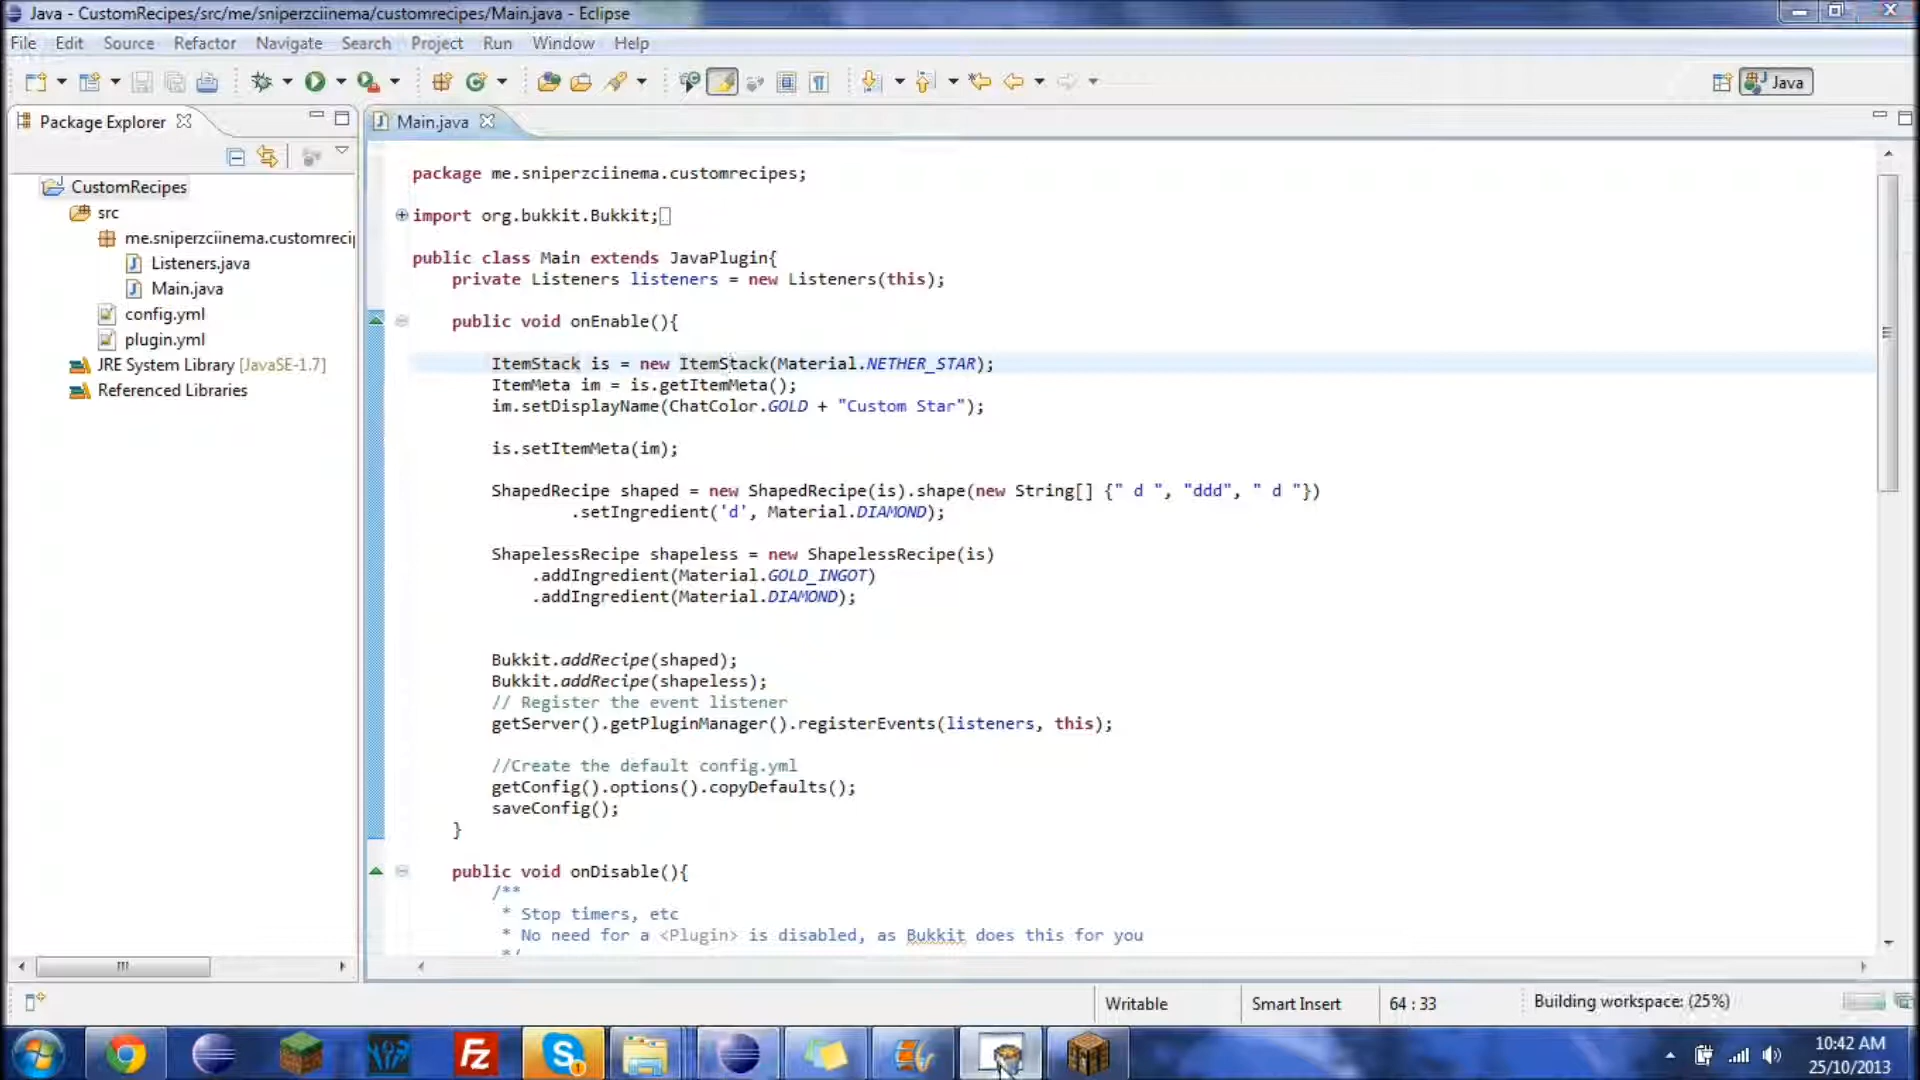 Java - CustomRecipes/src/me/sniperzciinema/customrecipes/Main.java - Eclipse
File Edit Source Refactor Navigate Search Project Run Window Help
Java
Package Explorer
Main.java
CustomRecipes
src
me.sniperzciinema.customreci
Listeners.java
Main.java
config.yml
plugin.yml
JRE System Library [JavaSE-1.7]
Referenced Libraries
package me.sniperzciinema.customrecipes;
import org.bukkit.Bukkit;
public class Main extends JavaPlugin{
private Listeners listeners = new Listeners(this);
public void onEnable(){
ItemStack is = new ItemStack(Material.NETHER_STAR);
ItemMeta im = is.getItemMeta();
im.setDisplayName(ChatColor.GOLD + "Custom Star");
is.setItemMeta(im);
ShapedRecipe shaped = new ShapedRecipe(is).shape(new String[] {" d ", "ddd", " d "})
.setIngredient('d', Material.DIAMOND);
ShapelessRecipe shapeless = new ShapelessRecipe(is)
.addIngredient(Material.GOLD_INGOT)
.addIngredient(Material.DIAMOND);
Bukkit.addRecipe(shaped);
Bukkit.addRecipe(shapeless);
// Register the event listener
getServer().getPluginManager().registerEvents(listeners, this);
//Create the default config.yml
getConfig().options().copyDefaults();
saveConfig();
}
public void onDisable(){
/**
* Stop timers, etc
* No need for a <Plugin> is disabled, as Bukkit does this for you
*/
Writable Smart Insert 64 : 33 Building workspace: (25%)
10:42 AM
25/10/2013